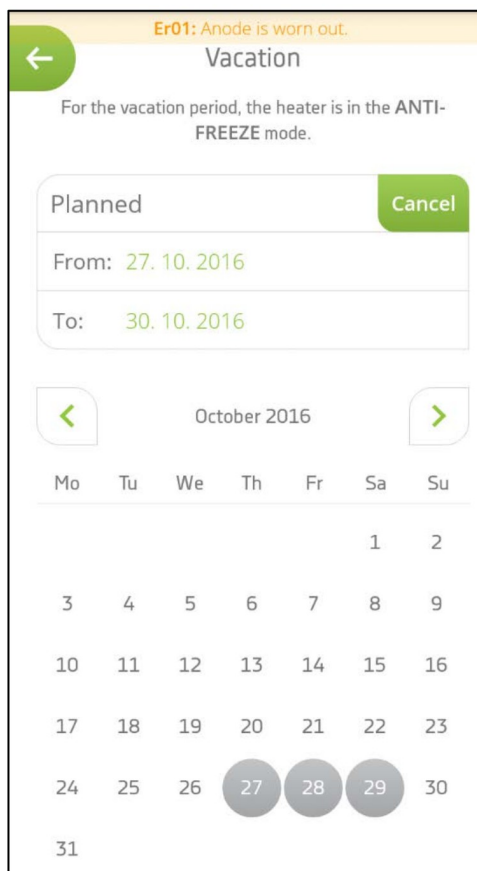 Er01: Anode is worn out.
Vacation
For the vacation period, the heater is in the ANTI-
FREEZE mode.
Planned Cancel
From: 27. 10. 2016
To: 30. 10. 2016
October 2016
Mo Tu We Th Fr Sa Su
1 2
3 4 5 6 7 8 9
10 11 12 13 14 15 16
17 18 19 20 21 22 23
24 25 26 27 28 29 30
31